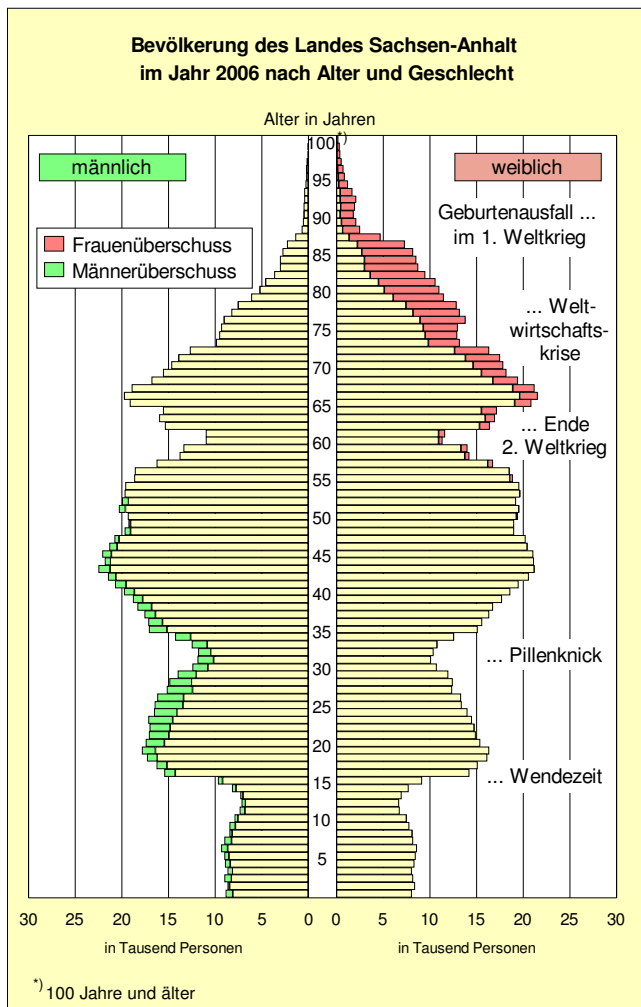 Bevölkerung des Landes Sachsen-Anhalt
im Jahr 2006 nach Alter und Geschlecht
Alter in Jahren
100 *)
männlich
95
weiblich
90
Geburtenausfall ...
im 1. Weltkrieg
Frauenüberschuss
Männerüberschuss
85
80
... Welt-
wirtschafts-
krise
75
70
65
... Ende
2. Weltkrieg
60
55
50
45
40
35
... Pillenknick
30
25
20
... Wendezeit
15
10
5
30 25 20 15 10 5 0 0 5 10 15 20 25 30
in Tausend Personen in Tausend Personen
*) 100 Jahre und älter